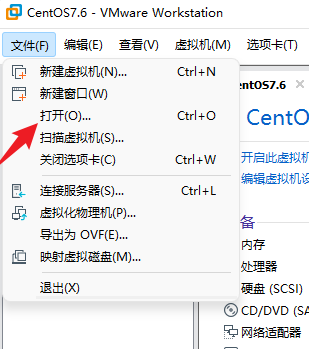 CentOS7.6 - VMware Workstation
文件(F) 编辑(E) 查看(V) 虚拟机(M) 选项卡(T)
新建虚拟机(N)... Ctrl+N
新建窗口(W)
打开(O)... Ctrl+O
扫描虚拟机(S)...
关闭选项卡(C) Ctrl+W
连接服务器(S)... Ctrl+L
虚拟化物理机(P)...
导出为 OVF(E)...
映射虚拟磁盘(M)...
退出(X)
CentOS7.6
CentO
开启此虚拟机
编辑虚拟机设
备
内存
处理器
硬盘 (SCSI)
CD/DVD (SA
网络适配器